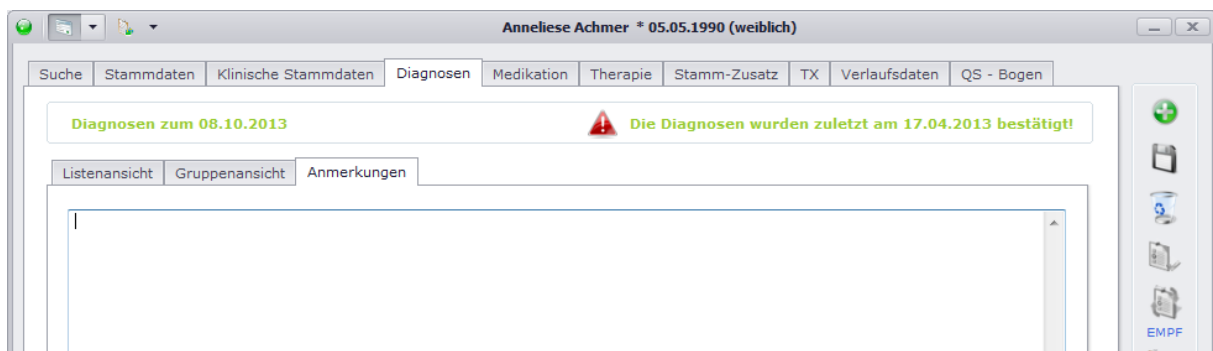 Anneliese Achmer * 05.05.1990 (weiblich)
Suche Stammdaten Klinische Stammdaten Diagnosen Medikation Therapie Stamm-Zusatz TX Verlaufsdaten QS - Bogen
Diagnosen zum 08.10.2013 Die Diagnosen wurden zuletzt am 17.04.2013 bestätigt!
Listenansicht Gruppenansicht Anmerkungen
EMPF